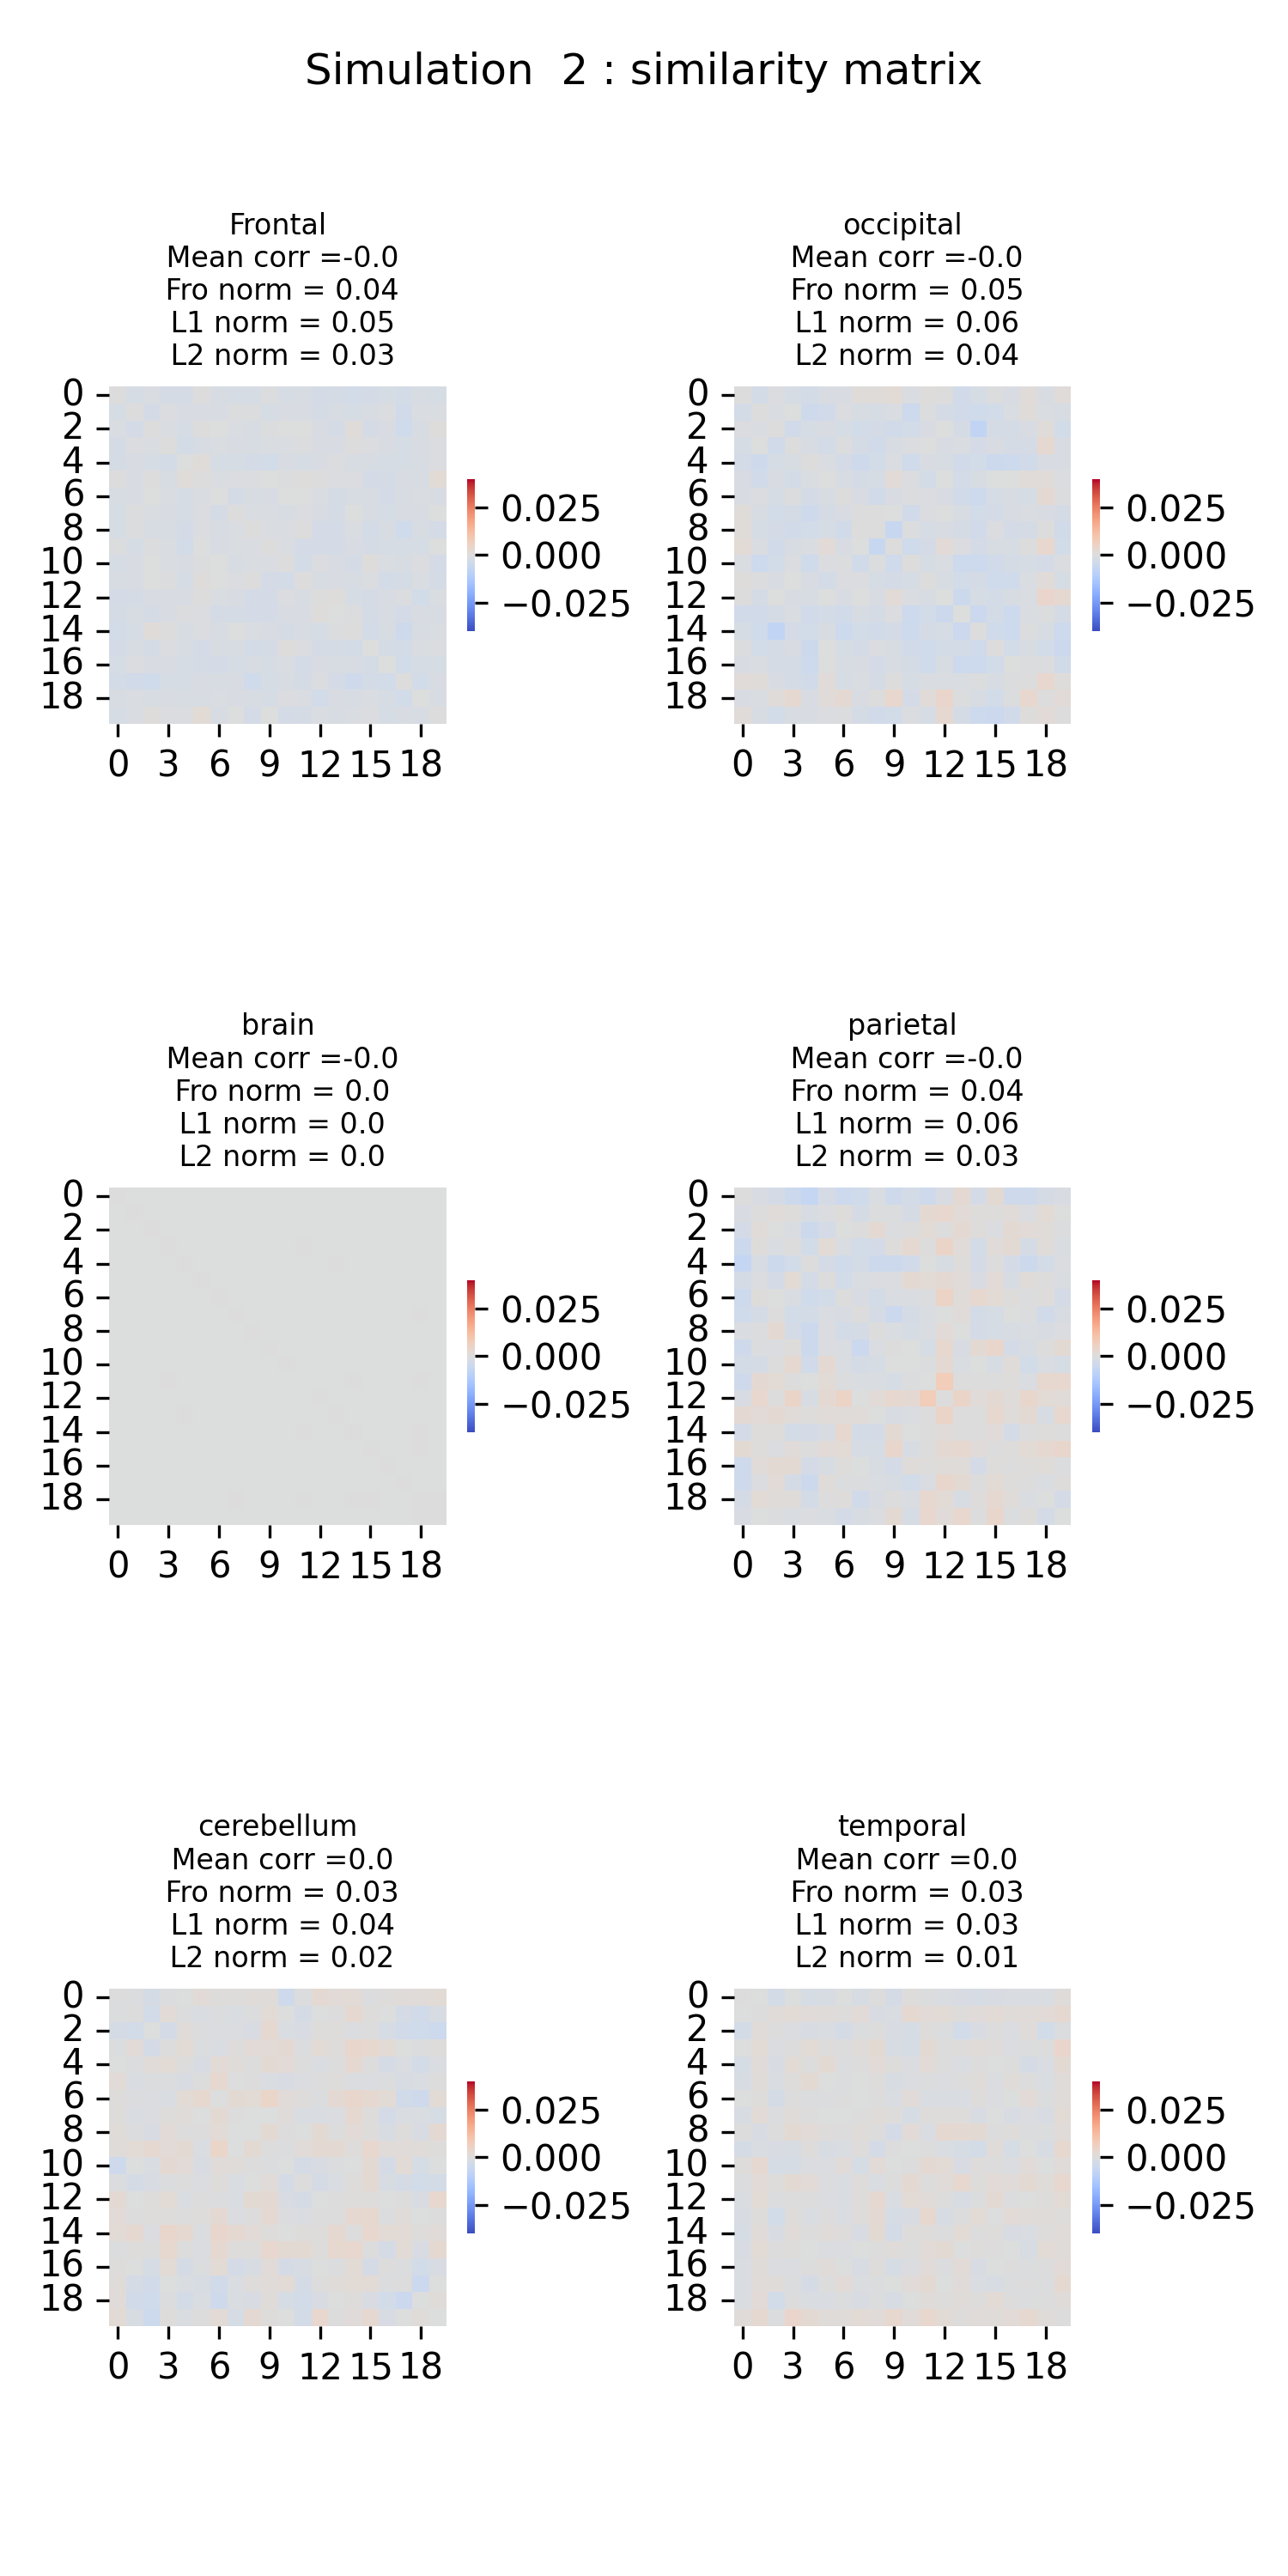 Simulation  2 : similarity matrix
Frontal
Mean corr =-0.0
Fro norm = 0.04
L1 norm = 0.05
L2 norm = 0.03
0
2
4
6
8
10
12
14
16
18
0 3 6 9 12 15 18
0.025
0.000
−0.025
occipital
Mean corr =-0.0
Fro norm = 0.05
L1 norm = 0.06
L2 norm = 0.04
0
2
4
6
8
10
12
14
16
18
0 3 6 9 12 15 18
0.025
0.000
−0.025
brain
Mean corr =-0.0
Fro norm = 0.0
L1 norm = 0.0
L2 norm = 0.0
0
2
4
6
8
10
12
14
16
18
0 3 6 9 12 15 18
0.025
0.000
−0.025
parietal
Mean corr =-0.0
Fro norm = 0.04
L1 norm = 0.06
L2 norm = 0.03
0
2
4
6
8
10
12
14
16
18
0 3 6 9 12 15 18
0.025
0.000
−0.025
cerebellum
Mean corr =0.0
Fro norm = 0.03
L1 norm = 0.04
L2 norm = 0.02
0
2
4
6
8
10
12
14
16
18
0 3 6 9 12 15 18
0.025
0.000
−0.025
temporal
Mean corr =0.0
Fro norm = 0.03
L1 norm = 0.03
L2 norm = 0.01
0
2
4
6
8
10
12
14
16
18
0 3 6 9 12 15 18
0.025
0.000
−0.025